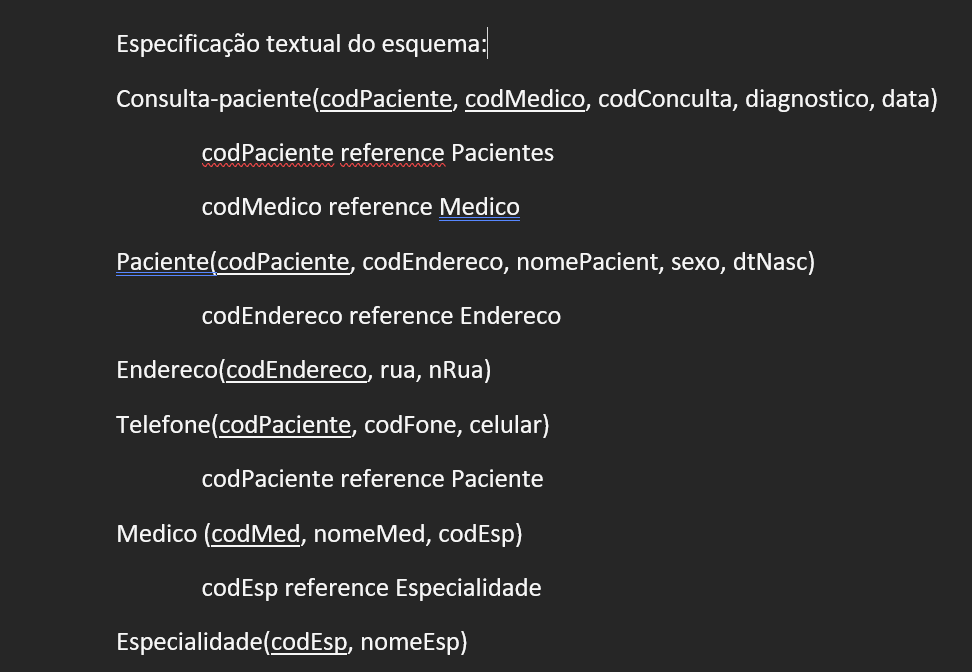 Especificação textual do esquema:
Consulta-paciente(codPaciente, codMedico, codConculta, diagnostico, data)
codPaciente reference Pacientes
codMedico reference Medico
Paciente(codPaciente, codEndereco, nomePacient, sexo, dtNasc)
codEndereco reference Endereco
Endereco(codEndereco, rua, nRua)
Telefone(codPaciente, codFone, celular)
codPaciente reference Paciente
Medico (codMed, nomeMed, codEsp)
codEsp reference Especialidade
Especialidade(codEsp, nomeEsp)